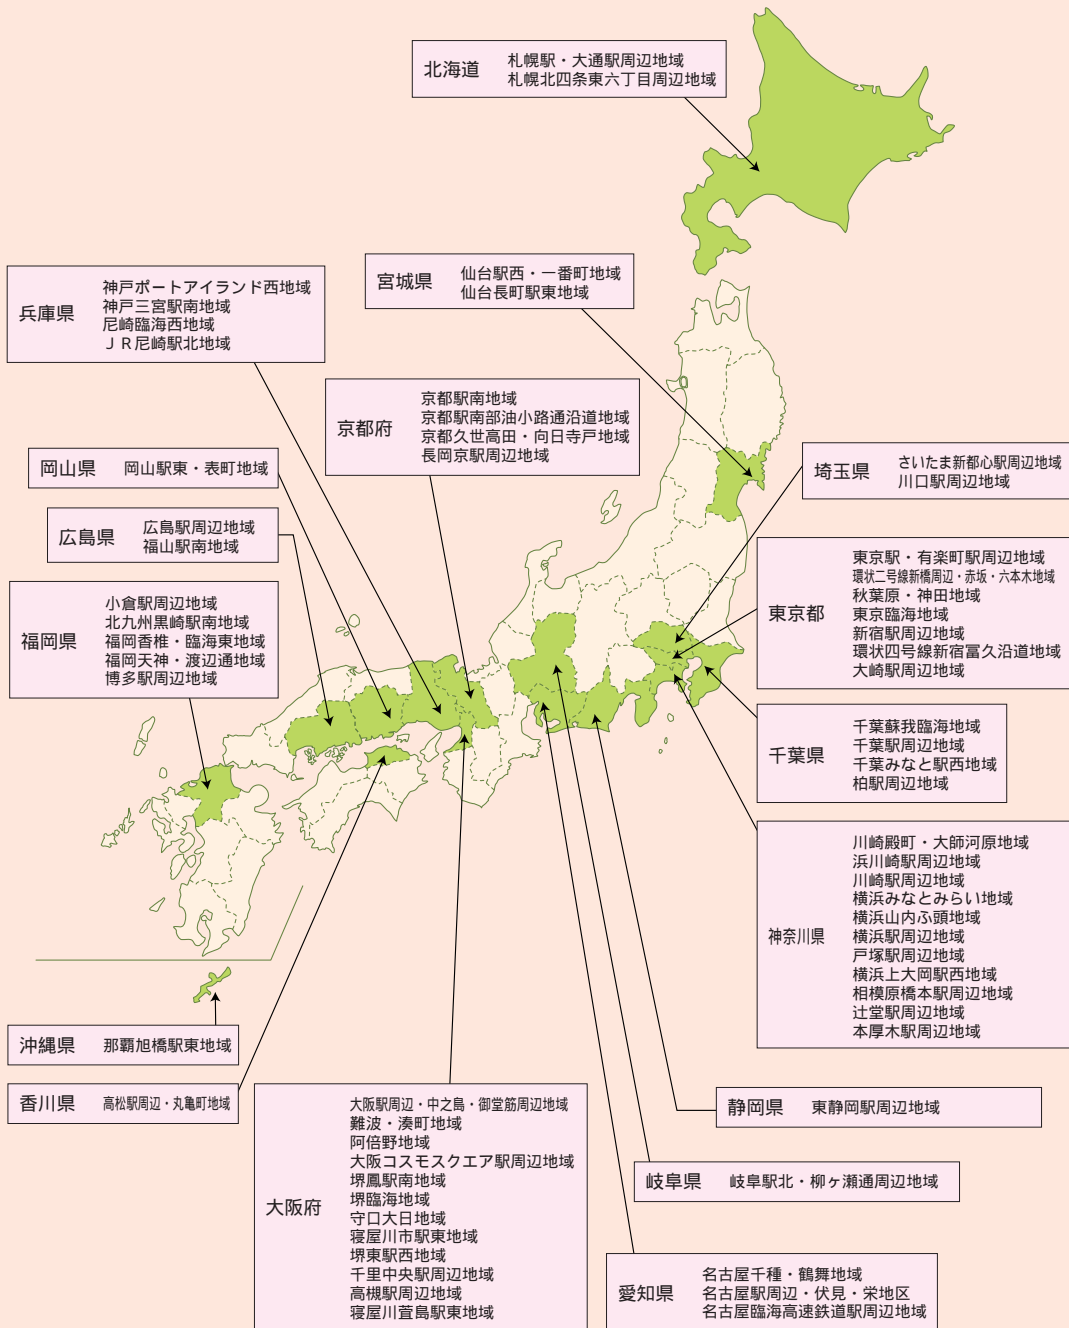 北海道
札幌駅・大通駅周辺地域
札幌北四条東六丁目周辺地域
宮城県
仙台駅西・一番町地域
仙台長町駅東地域
兵庫県
神戸ポートアイランド西地域
神戸三宮駅南地域
尼崎臨海西地域
ＪＲ尼崎駅北地域
京都府
京都駅南地域
京都駅南部油小路通沿道地域
京都久世高田・向日寺戸地域
長岡京駅周辺地域
岡山県
岡山駅東・表町地域
広島県
広島駅周辺地域
福山駅南地域
福岡県
小倉駅周辺地域
北九州黒崎駅南地域
福岡香椎・臨海東地域
福岡天神・渡辺通地域
博多駅周辺地域
埼玉県
さいたま新都心駅周辺地域
川口駅周辺地域
東京都
東京駅・有楽町駅周辺地域
環状二号線新橋周辺・赤坂・六本木地域
秋葉原・神田地域
東京臨海地域
新宿駅周辺地域
環状四号線新宿富久沿道地域
大崎駅周辺地域
千葉県
千葉蘇我臨海地域
千葉駅周辺地域
千葉みなと駅西地域
柏駅周辺地域
神奈川県
川崎殿町・大師河原地域
浜川崎駅周辺地域
川崎駅周辺地域
横浜みなとみらい地域
横浜山内ふ頭地域
横浜駅周辺地域
戸塚駅周辺地域
横浜上大岡駅西地域
相模原橋本駅周辺地域
辻堂駅周辺地域
本厚木駅周辺地域
沖縄県
那覇旭橋駅東地域
香川県
高松駅周辺・丸亀町地域
大阪府
大阪駅周辺・中之島・御堂筋周辺地域
難波・湊町地域
阿倍野地域
大阪コスモスクエア駅周辺地域
堺鳳駅南地域
堺臨海地域
守口大日地域
寝屋川市駅東地域
堺東駅西地域
千里中央駅周辺地域
高槻駅周辺地域
寝屋川萱島駅東地域
静岡県
東静岡駅周辺地域
岐阜県
岐阜駅北・柳ヶ瀬通周辺地域
愛知県
名古屋千種・鶴舞地域
名古屋駅周辺・伏見・栄地区
名古屋臨海高速鉄道駅周辺地域